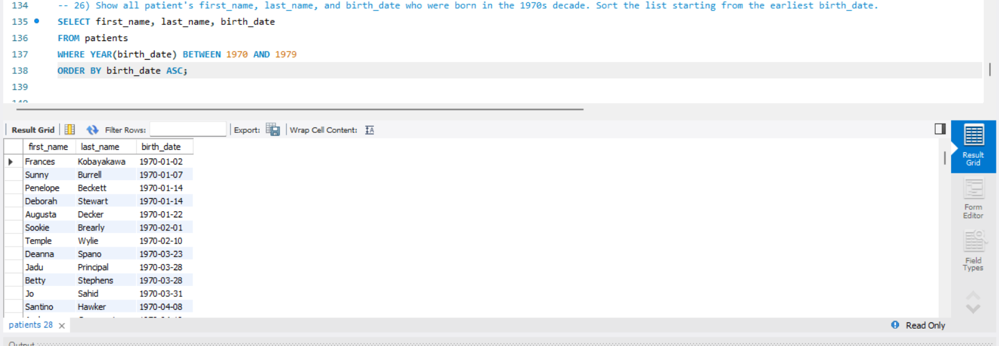 134 -- 26) Show all patient's first_name, last_name, and birth_date who were born in the 1970s decade. Sort the list starting from the earliest birth_date.
135 SELECT first_name, last_name, birth_date
136 FROM patients
137 WHERE YEAR(birth_date) BETWEEN 1970 AND 1979
138 ORDER BY birth_date ASC;
139
Result Grid Filter Rows: Export: Wrap Cell Content:
first_name last_name birth_date
Frances Kobayakawa 1970-01-02
Sunny Burrell 1970-01-07
Penelope Beckett 1970-01-14
Deborah Stewart 1970-01-14
Augusta Decker 1970-01-22
Sookie Brearly 1970-02-01
Temple Wylie 1970-02-10
Deanna Spano 1970-03-23
Jadu Principal 1970-03-28
Betty Stephens 1970-03-28
Jo Sahid 1970-03-31
Santino Hawker 1970-04-08
Result
Grid
Form
Editor
Field
Types
patients 28
Read Only
Output